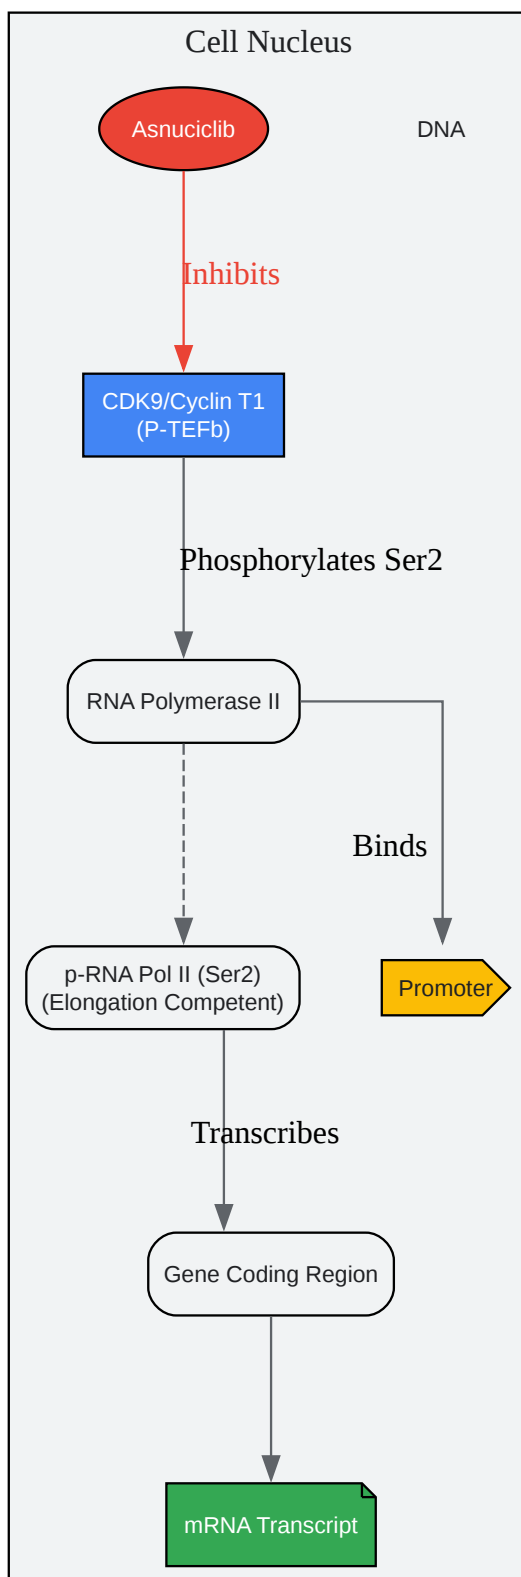 Cell Nucleus
Asnuciclib
DNA
Inhibits
CDK9/Cyclin T1
(P-TEFb)
Phosphorylates Ser2
RNA Polymerase II
Binds
p-RNA Pol II (Ser2)
(Elongation Competent)
Promoter
Transcribes
Gene Coding Region
mRNA Transcript